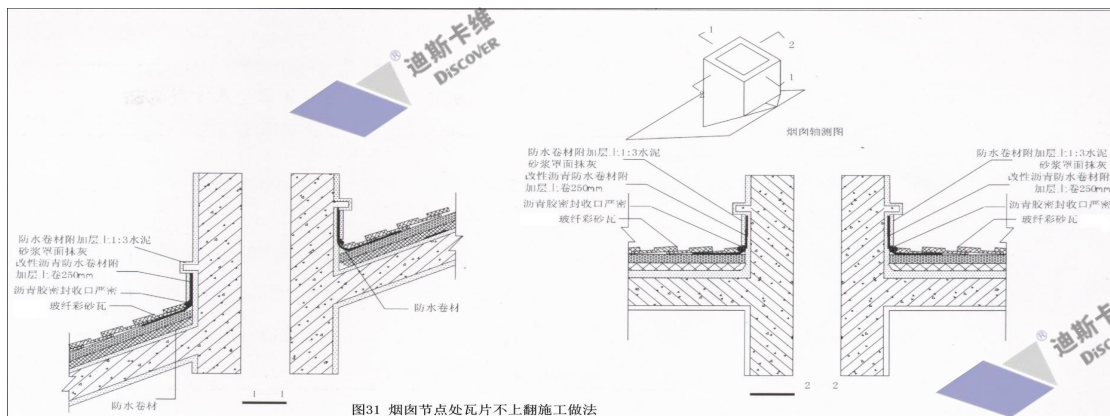 迪斯卡维
DiSCOVER
®
1
2
1
2
烟囱轴测图
防水卷材附加层上1:3水泥
砂浆罩面抹灰
改性沥青防水卷材附
加层上卷250mm
沥青胶密封收口严密
玻纤彩砂瓦
防水卷材
防水卷材
1 1
防水卷材附加层上1:3水泥
砂浆罩面抹灰
改性沥青防水卷材附
加层上卷250mm
沥青胶密封收口严密
玻纤彩砂瓦
防水卷材附加层上1:3水泥
砂浆罩面抹灰
改性沥青防水卷材附
加层上卷250mm
沥青胶密封收口严密
玻纤彩砂瓦
2 2
®
迪斯卡维
DiSCOVER
图31 烟囱节点处瓦片不上翻施工做法